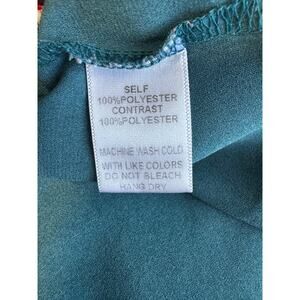 SELF
100%POLYESTER
CONTRAST
100%POLYESTER
MACHINE WASH COLD
WITH LIKE COLORS
DO NOT BLEACH
HANG DRY